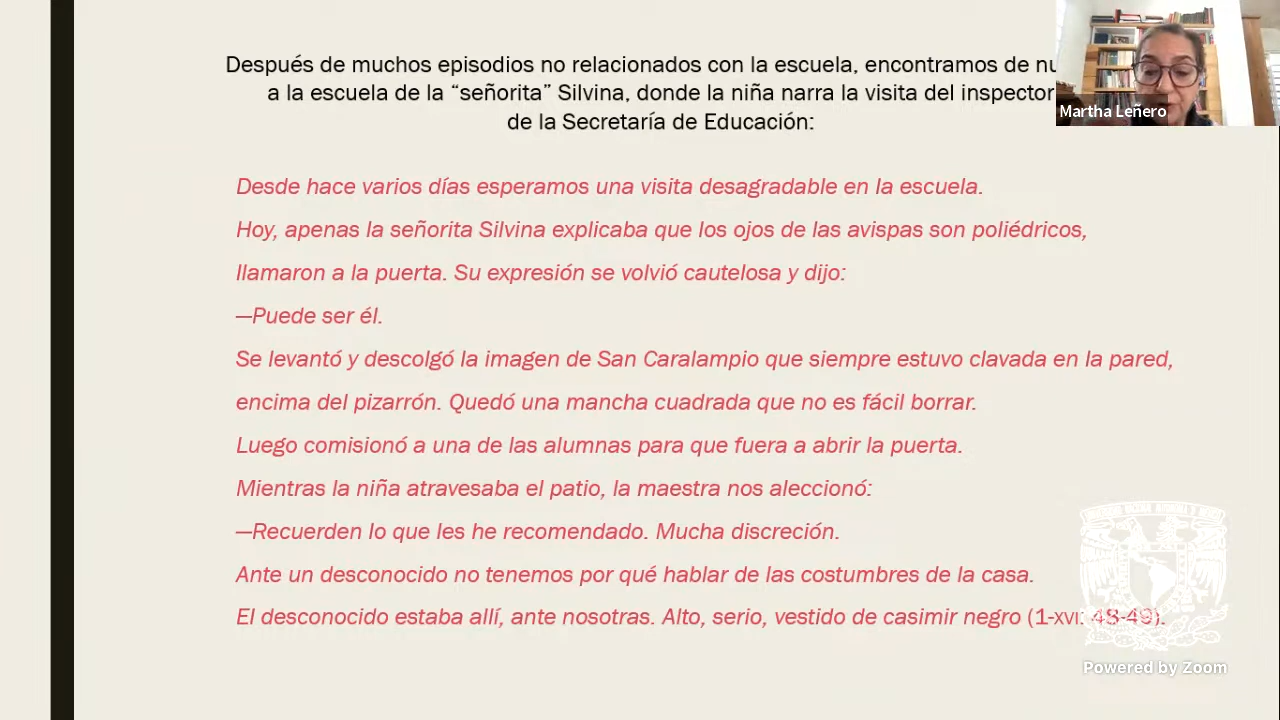 Después de muchos episodios no relacionados con la escuela, encontramos de
a la escuela de la “señorita” Silvina, donde la niña narra la visita del inspector
de la Secretaría de Educación:
Martha Leñero
Desde hace varios días esperamos una visita desagradable en la escuela.
Hoy, apenas la señorita Silvina explicaba que los ojos de las avispas son poliédricos,
llamaron a la puerta. Su expresión se volvió cautelosa y dijo:
—Puede ser él.
Se levantó y descolgó la imagen de San Caralampio que siempre estuvo clavada en la pared,
encima del pizarrón. Quedó una mancha cuadrada que no es fácil borrar.
Luego comisionó a una de las alumnas para que fuera a abrir la puerta.
Mientras la niña atravesaba el patio, la maestra nos aleccionó:
—Recuerden lo que les he recomendado. Mucha discreción.
Ante un desconocido no tenemos por qué hablar de las costumbres de la casa.
El desconocido estaba allí, ante nosotras. Alto, serio, vestido de casimir negro (1-xvi: 48-49).
Powered by Zoom